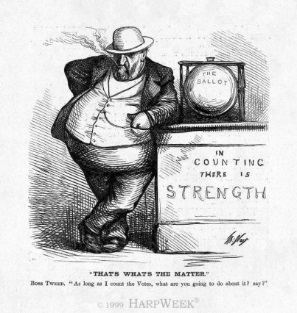 THE
BALLOT
IN
COUNTING
THERE IS
STRENGTH
"THAT'S WHAT'S THE MATTER."
BOSS TWEED. "As long as I count the Votes, what are you going to do about it? say?"
© 1999 HARPWEEK®